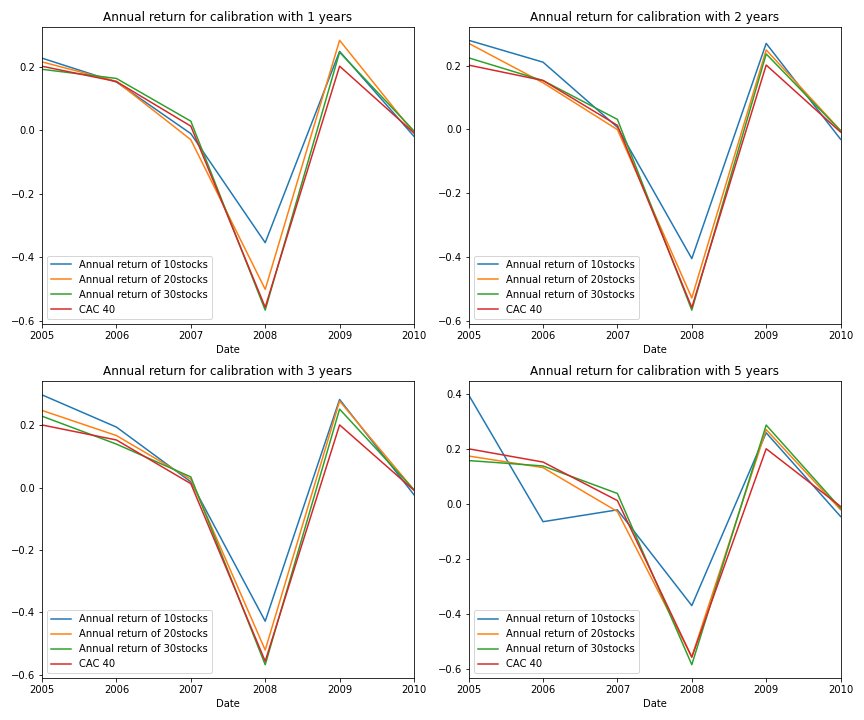 Annual return for calibration with 1 years
0.2
0.0
−0.2
−0.4
−0.6
Annual return of 10stocks
Annual return of 20stocks
Annual return of 30stocks
CAC 40
2005 2006 2007 2008 2009 2010
Date
Annual return for calibration with 2 years
0.2
0.0
−0.2
−0.4
−0.6
Annual return of 10stocks
Annual return of 20stocks
Annual return of 30stocks
CAC 40
2005 2006 2007 2008 2009 2010
Date
Annual return for calibration with 3 years
0.2
0.0
−0.2
−0.4
−0.6
Annual return of 10stocks
Annual return of 20stocks
Annual return of 30stocks
CAC 40
2005 2006 2007 2008 2009 2010
Date
Annual return for calibration with 5 years
0.4
0.2
0.0
−0.2
−0.4
−0.6
Annual return of 10stocks
Annual return of 20stocks
Annual return of 30stocks
CAC 40
2005 2006 2007 2008 2009 2010
Date